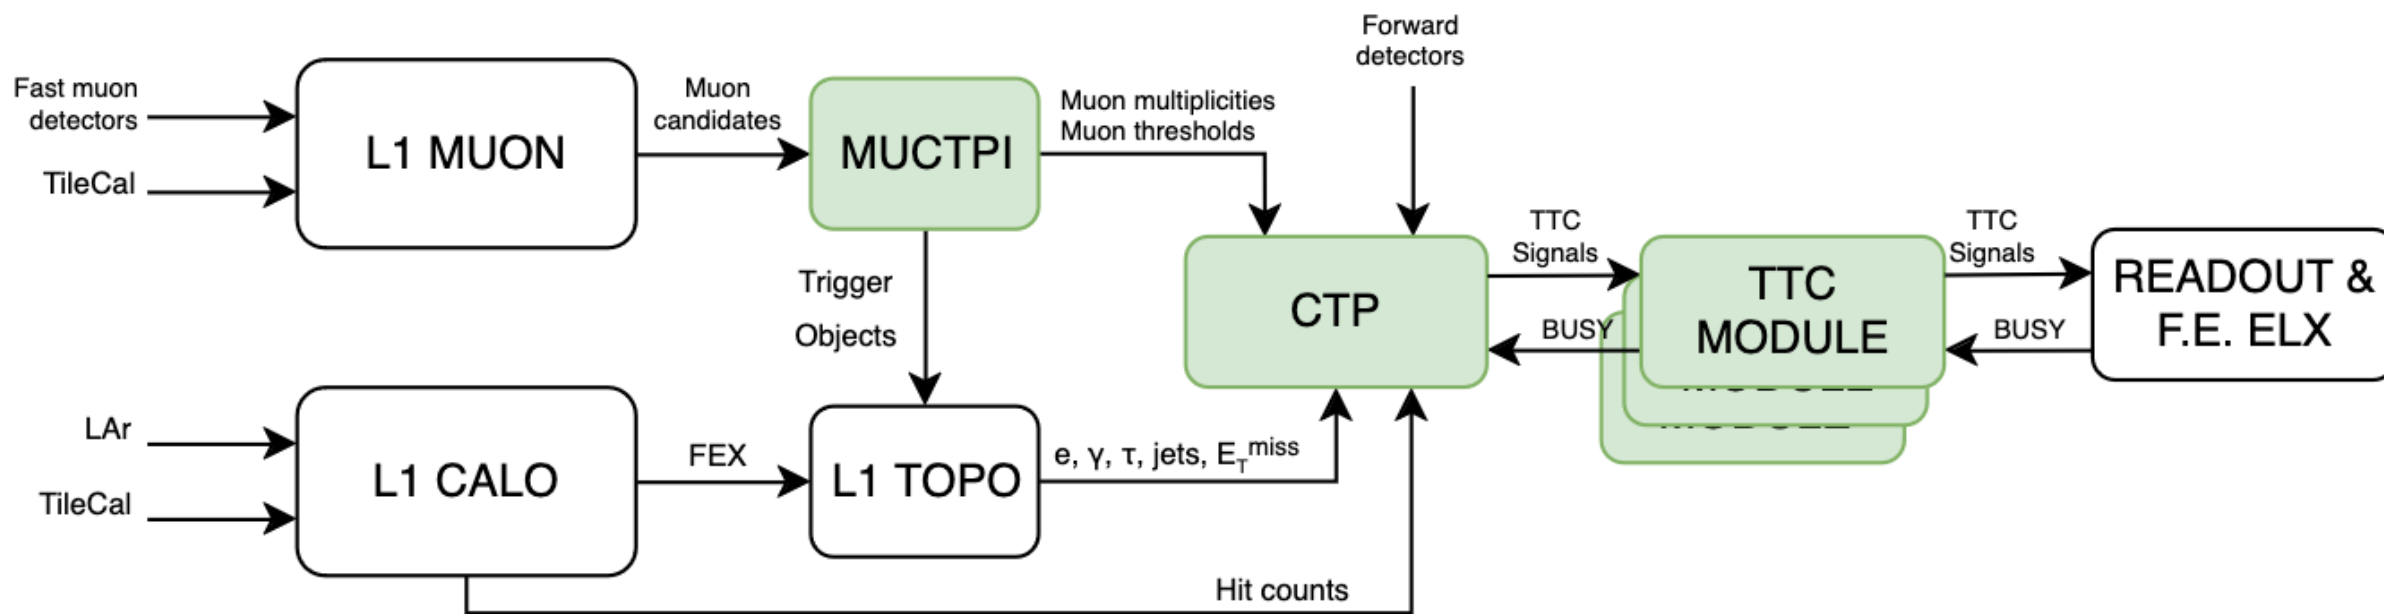 Forward
detectors
Fast muon
detectors
TileCal
L1 MUON
Muon
candidates
MUCTPI
Muon multiplicities
Muon thresholds
Trigger
Objects
CTP
TTC
Signals
BUSY
TTC
MODULE
MODULE
MODULE
TTC
Signals
BUSY
READOUT &
F.E. ELX
LAr
TileCal
L1 CALO
FEX
L1 TOPO
e, γ, τ, jets, E_T^miss
Hit counts